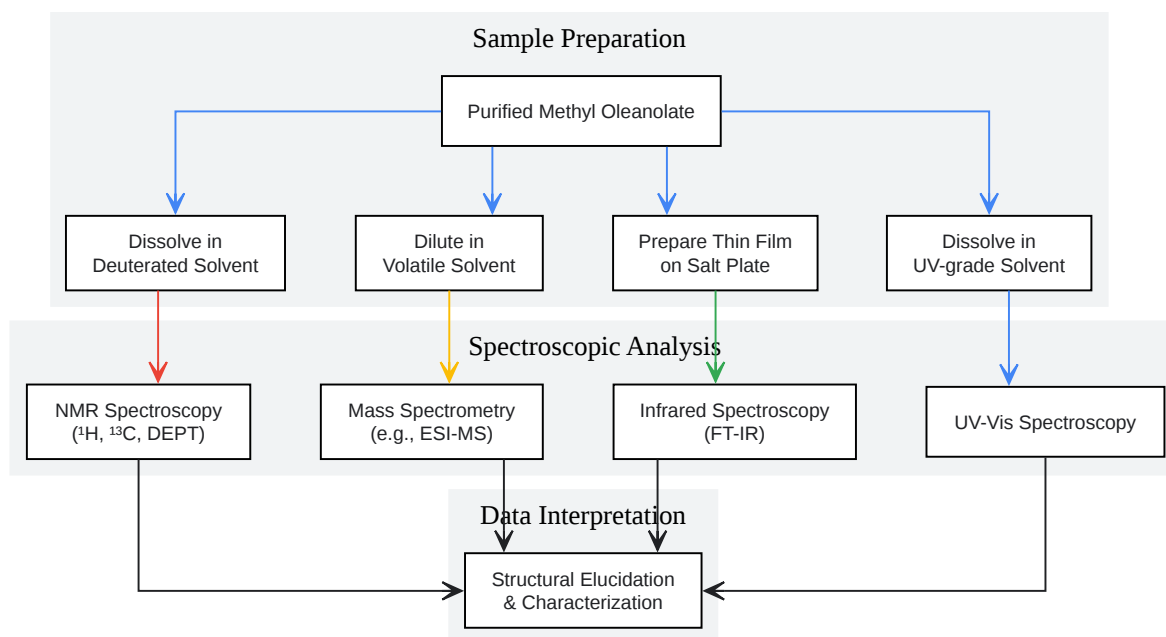 Sample Preparation
Purified Methyl Oleanolate
Dissolve in
Deuterated Solvent
Dilute in
Volatile Solvent
Prepare Thin Film
on Salt Plate
Dissolve in
UV-grade Solvent
Spectroscopic Analysis
NMR Spectroscopy
(¹H, ¹³C, DEPT)
Mass Spectrometry
(e.g., ESI-MS)
Infrared Spectroscopy
(FT-IR)
UV-Vis Spectroscopy
Data Interpretation
Structural Elucidation
& Characterization